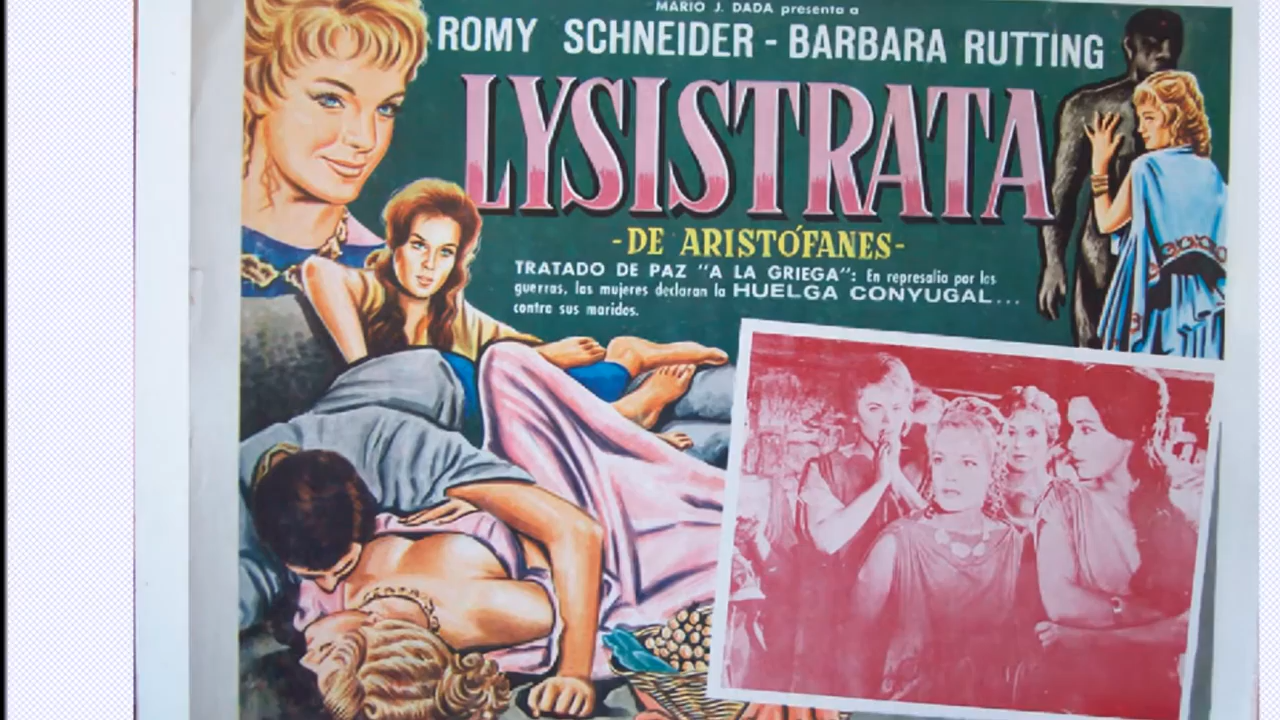 MARIO J. DADA presenta a
ROMY SCHNEIDER - BARBARA RUTTING
LYSISTRATA
-DE ARISTÓFANES-
TRATADO DE PAZ "A LA GRIEGA": En represalia por las
guerras, las mujeres declaran la HUELGA CONYUGAL...
contra sus maridos.